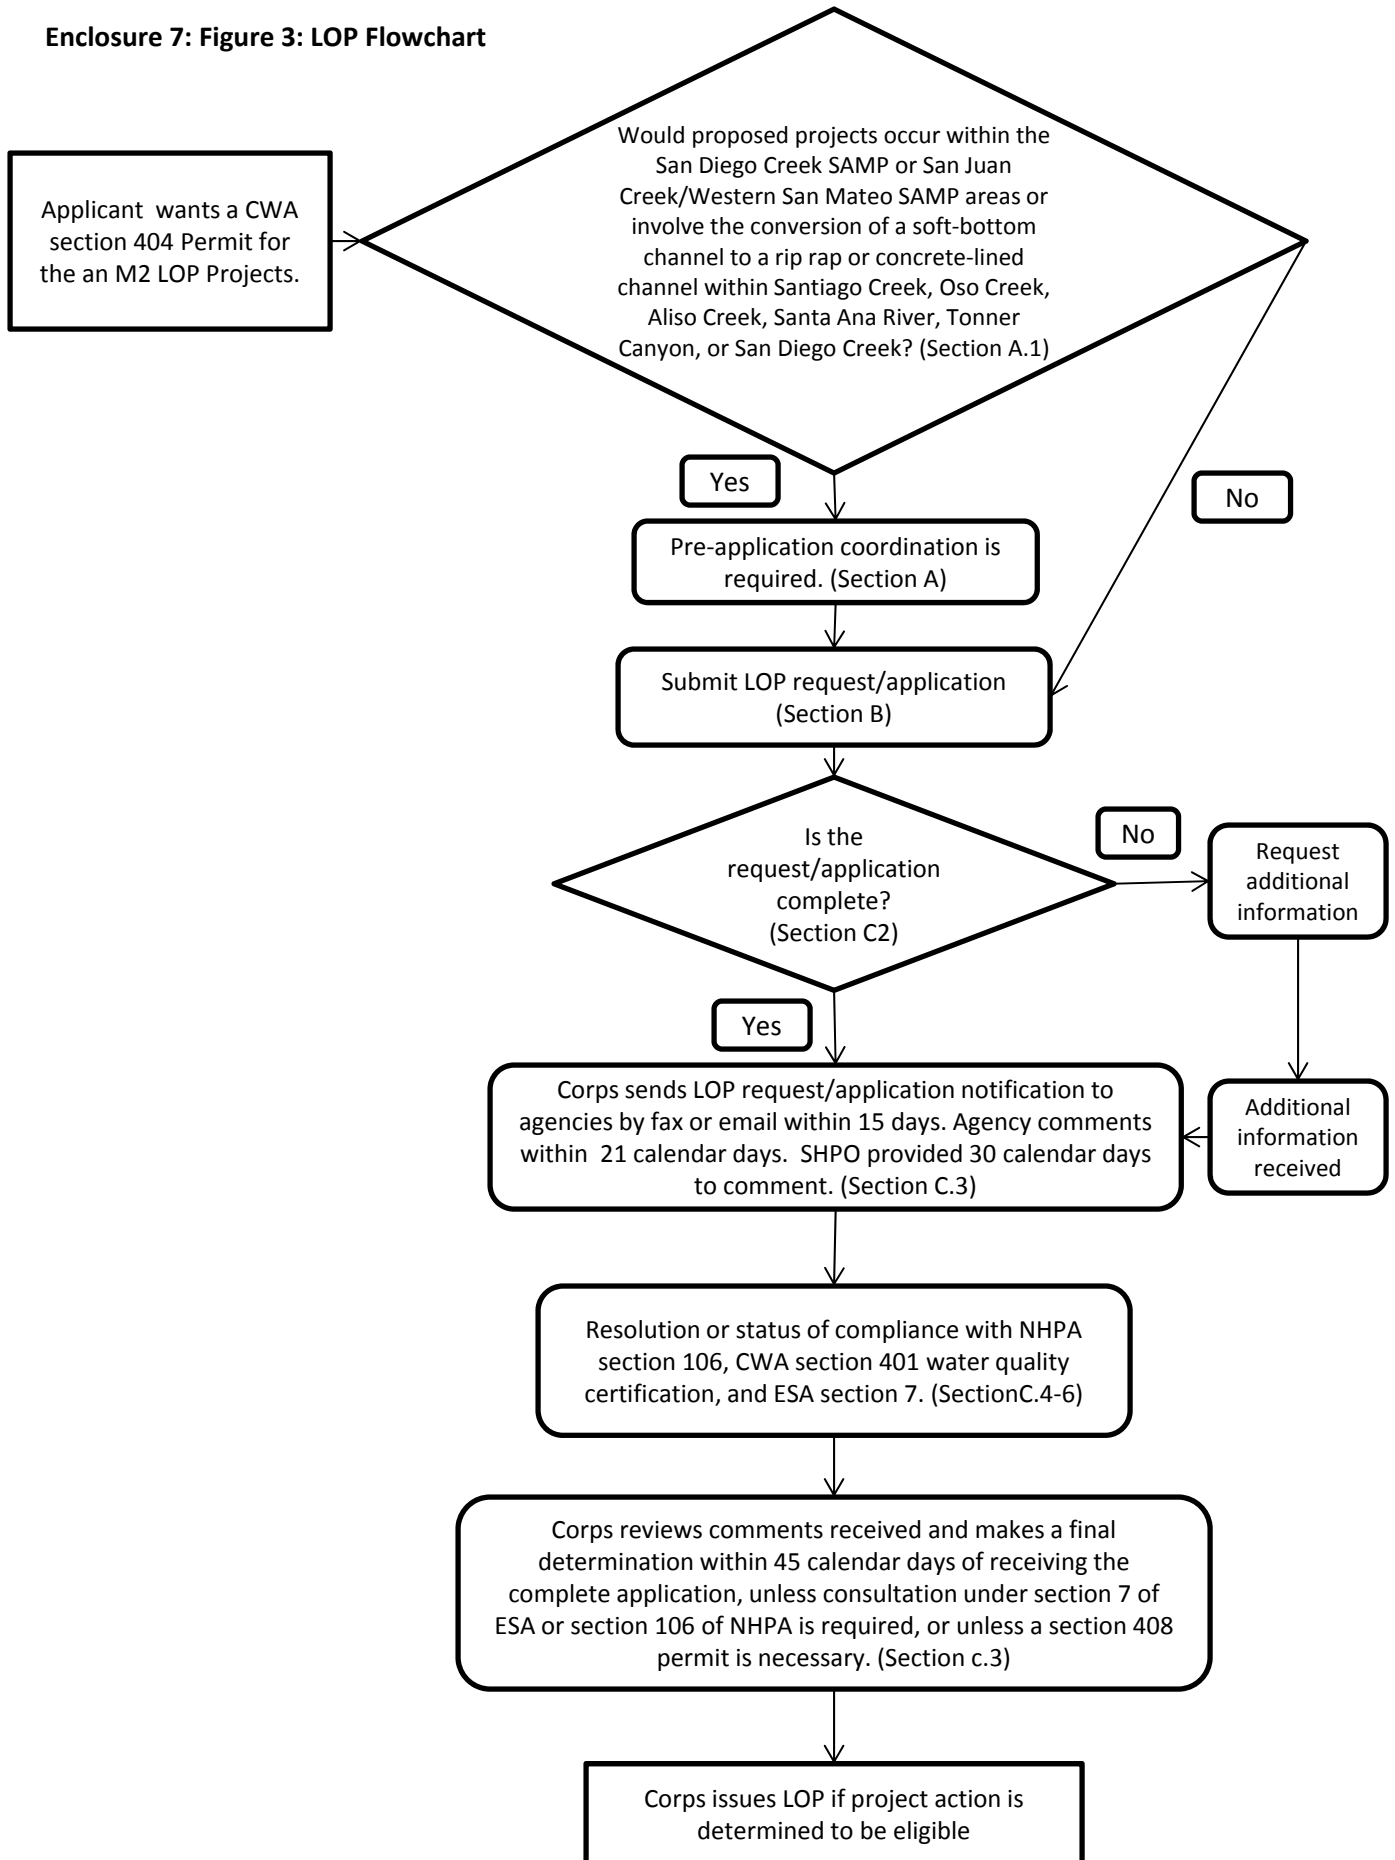 Enclosure 7: Figure 3: LOP Flowchart
Would proposed projects occur within the
San Diego Creek SAMP or San Juan
Creek/Western San Mateo SAMP areas or
involve the conversion of a soft-bottom
channel to a rip rap or concrete-lined
channel within Santiago Creek, Oso Creek,
Aliso Creek, Santa Ana River, Tonner
Canyon, or San Diego Creek? (Section A.1)
Applicant wants a CWA
section 404 Permit for
the an M2 LOP Projects.
Yes
No
Pre-application coordination is
required. (Section A)
Submit LOP request/application
(Section B)
Is the
request/application
complete?
(Section C2)
No
Request
additional
information
Yes
Corps sends LOP request/application notification to
agencies by fax or email within 15 days. Agency comments
within 21 calendar days. SHPO provided 30 calendar days
to comment. (Section C.3)
Additional
information
received
Resolution or status of compliance with NHPA
section 106, CWA section 401 water quality
certification, and ESA section 7. (SectionC.4-6)
Corps reviews comments received and makes a final
determination within 45 calendar days of receiving the
complete application, unless consultation under section 7 of
ESA or section 106 of NHPA is required, or unless a section 408
permit is necessary. (Section c.3)
Corps issues LOP if project action is
determined to be eligible